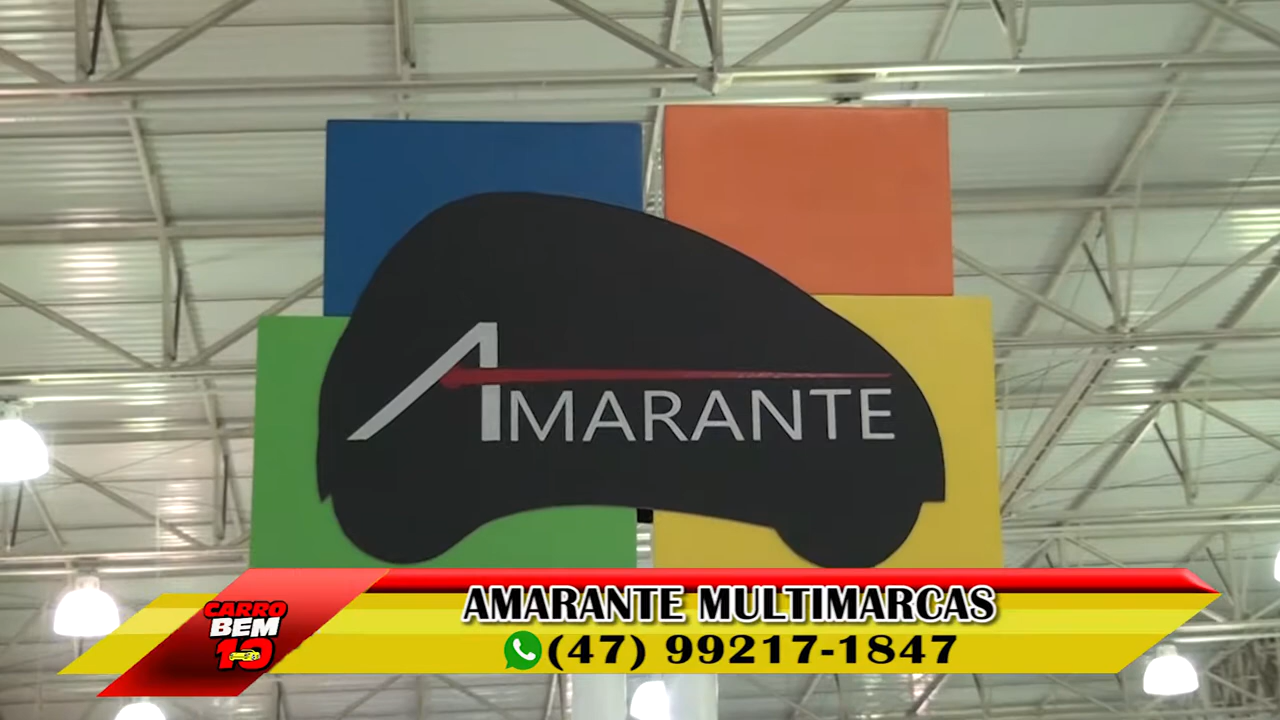 AMARANTE
AMARANTE MULTIMARCAS
CARRO
BEM
10
(47) 99217-1847